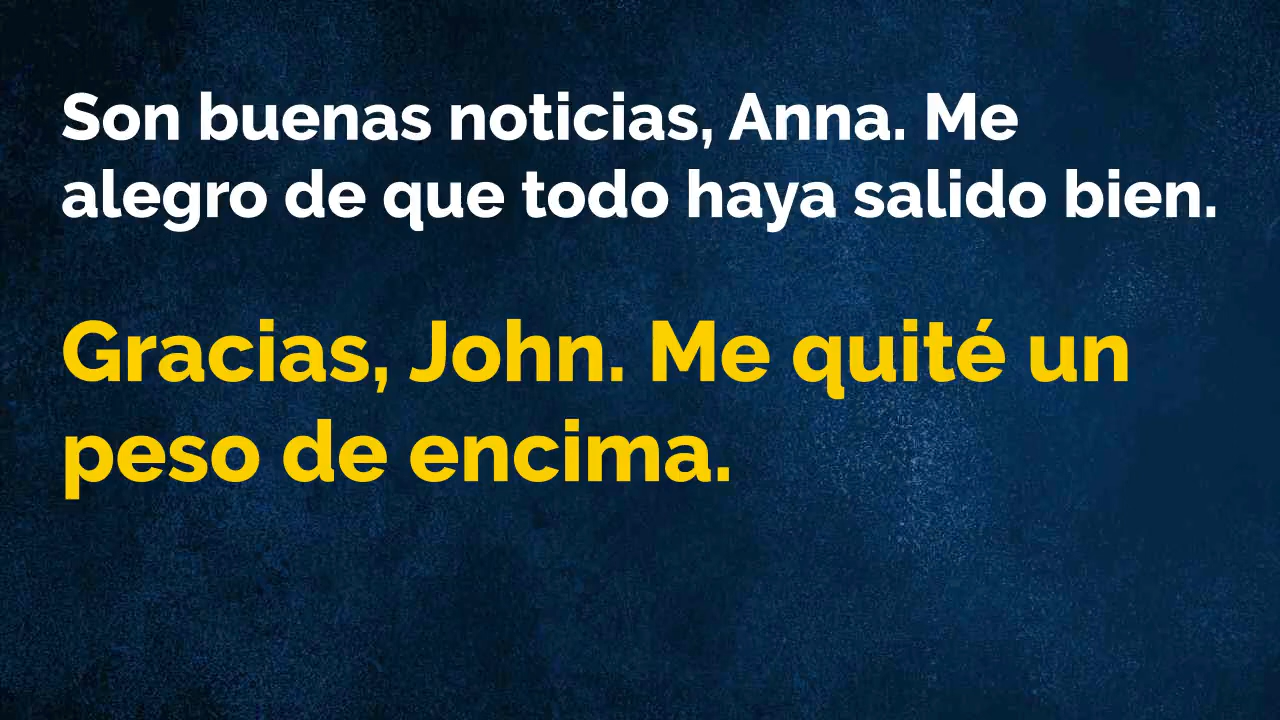 Son buenas noticias, Anna. Me
alegro de que todo haya salido bien.
Gracias, John. Me quité un
peso de encima.